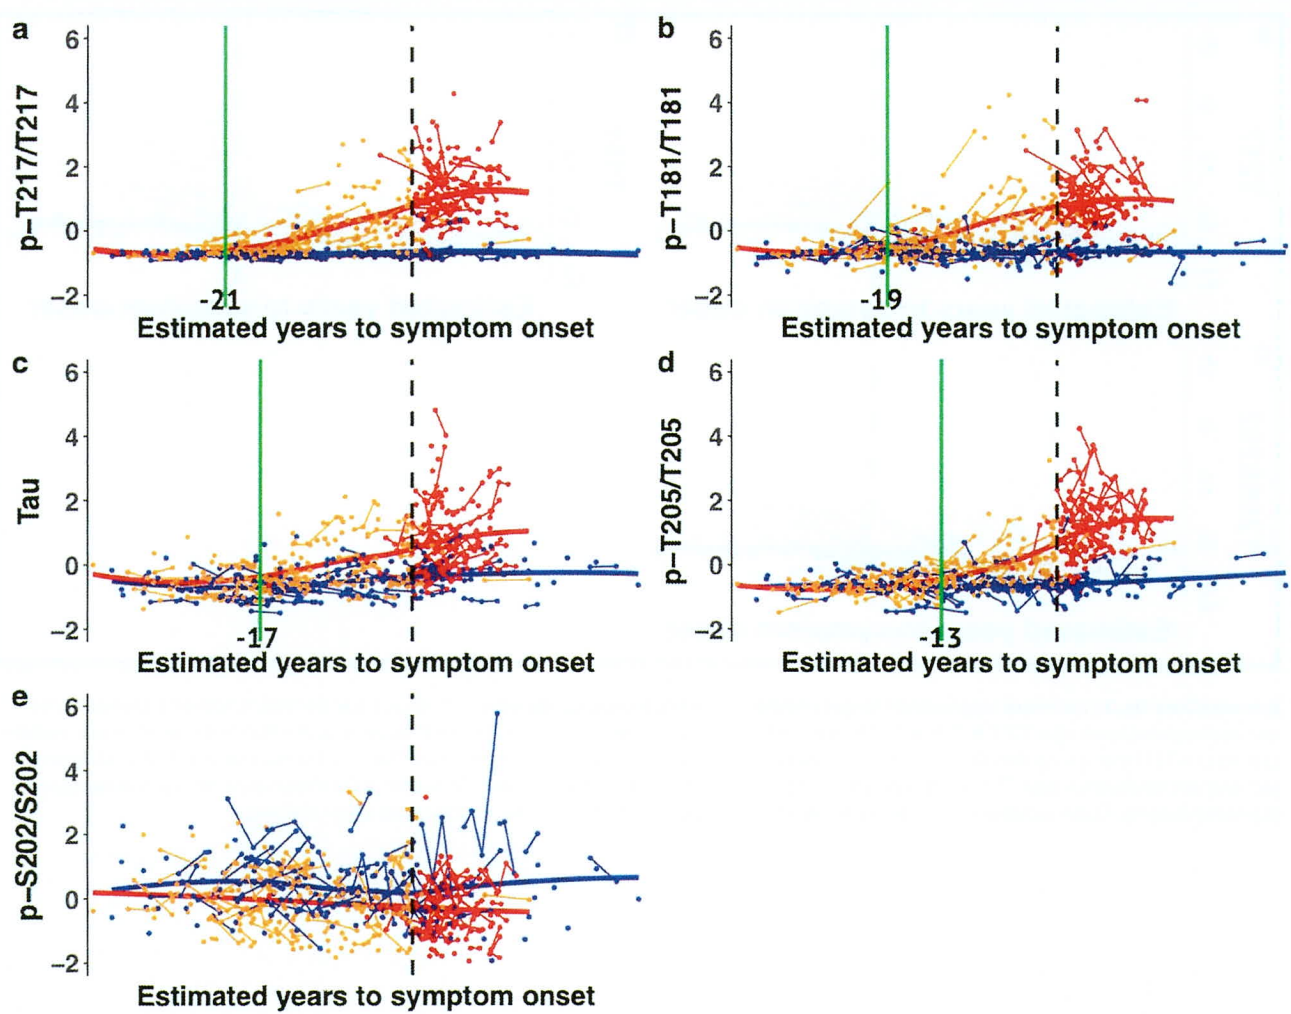 a
p–T217/T217
6
4
2
0
–2
-21
Estimated years to symptom onset
b
p–T181/T181
6
4
2
0
–2
-19
Estimated years to symptom onset
c
Tau
6
4
2
0
–2
-17
Estimated years to symptom onset
d
p–T205/T205
6
4
2
0
–2
-13
Estimated years to symptom onset
e
p–S202/S202
6
4
2
0
–2
Estimated years to symptom onset